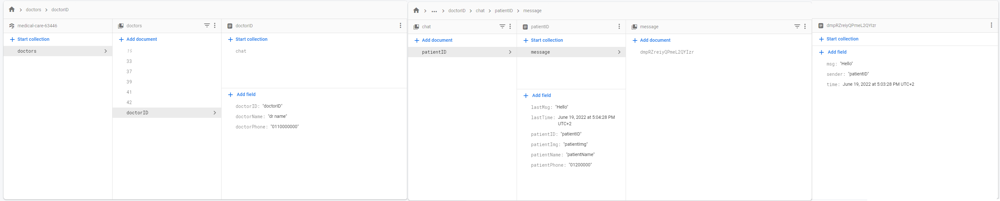 doctors > doctorID
medical-care-63446
+ Start collection
doctors
doctors
+ Add document
19
33
37
39
41
42
doctorID
doctorID
+ Start collection
chat
+ Add field
doctorID: "doctorID"
doctorName: "dr name"
doctorPhone: "0110000000"
> ... > doctorID > chat > patientID > message
chat
+ Add document
patientID
patientID
+ Start collection
message
+ Add field
lastMsg: "Hello"
lastTime: June 19, 2022 at 5:04:28 PM
UTC+2
patientID: "patientID"
patientImg: "patientImg"
patientName: "patientName"
patientPhone: "01200000"
message
+ Add document
dmpRZreiyQPmeL2QYIzr
dmpRZreiyQPmeL2QYIzr
+ Start collection
+ Add field
msg: "Hello"
sender: "patientID"
time: June 19, 2022 at 5:03:28 PM UTC+2